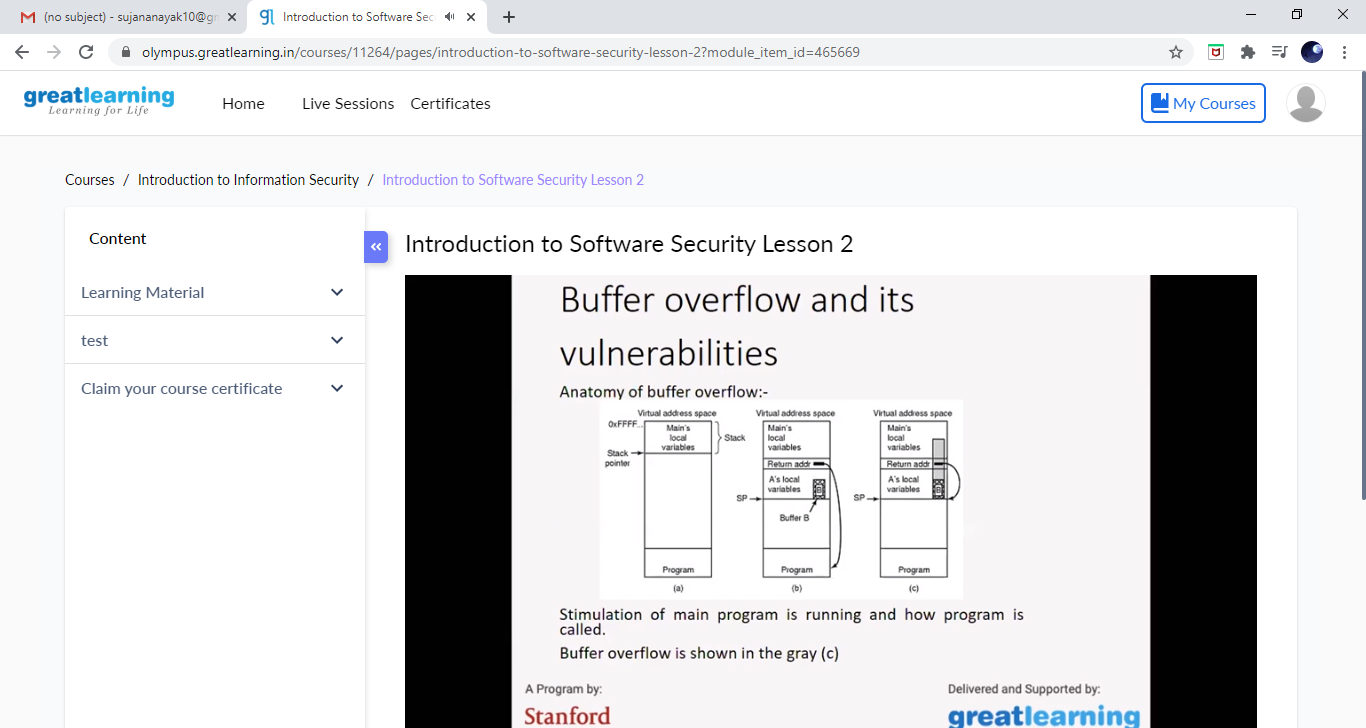 (no subject) - sujananayak10@gr
Introduction to Software Sec
olympus.greatlearning.in/courses/11264/pages/introduction-to-software-security-lesson-2?module_item_id=465669
greatlearning
Learning for Life
Home
Live Sessions
Certificates
My Courses
Courses / Introduction to Information Security / Introduction to Software Security Lesson 2
Content
Learning Material
test
Claim your course certificate
«
Introduction to Software Security Lesson 2
Buffer overflow and its
vulnerabilities
Anatomy of buffer overflow:-
Virtual address space
0xFFFF...
Main's
local
variables
Stack
Stack
pointer
Program
(a)
Virtual address space
Main's
local
variables
Return addr
A's local
variables
SP
Buffer B
Program
(b)
Virtual address space
Main's
local
variables
Return addr
A's local
variables
SP
Program
(c)
Stimulation of main program is running and how program is
called.
Buffer overflow is shown in the gray (c)
A Program by:
Stanford
Delivered and Supported by:
greatlearning